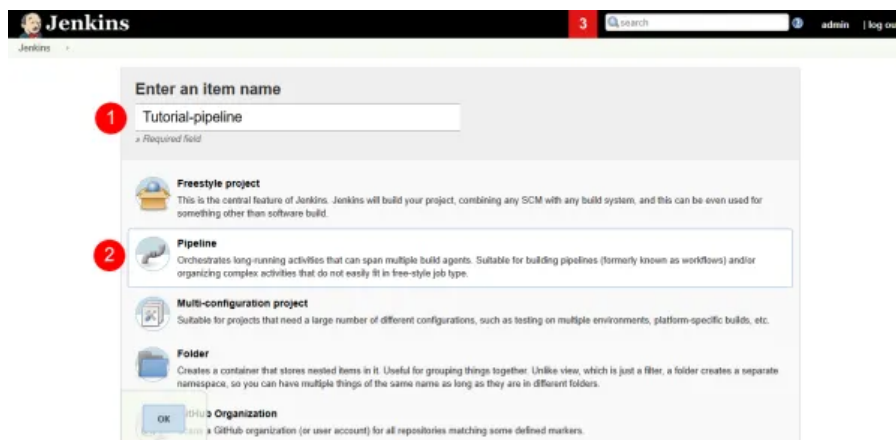 Jenkins
3
search
admin
| log ou
Jenkins
Enter an item name
1
Tutorial-pipeline
» Required field
Freestyle project
This is the central feature of Jenkins. Jenkins will build your project, combining any SCM with any build system, and this can be even used for
something other than software build.
2
Pipeline
Orchestrates long-running activities that can span multiple build agents. Suitable for building pipelines (formerly known as workflows) and/or
organizing complex activities that do not easily fit in free-style job type.
Multi-configuration project
Suitable for projects that need a large number of different configurations, such as testing on multiple environments, platform-specific builds, etc.
Folder
Creates a container that stores nested items in it. Useful for grouping things together. Unlike view, which is just a filter, a folder creates a separate
namespace, so you can have multiple things of the same name as long as they are in different folders.
OK
Organization
a GitHub organization (or user account) for all repositories matching some defined markers.